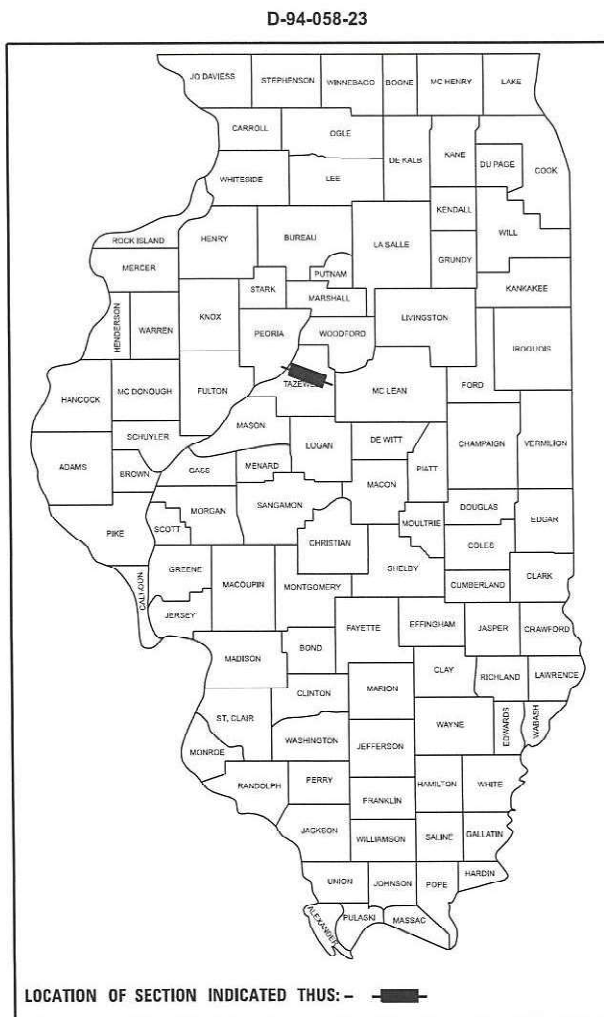 D-94-058-23
JO DAVIESS STEPHENSON WINNEBAGO BOONE MC HENRY LAKE
CARROLL OGLE DE KALB KANE DU PAGE COOK
WHITESIDE LEE
KENDALL WILL
ROCK ISLAND HENRY BUREAU LA SALLE GRUNDY
MERCER PUTNAM
STARK MARSHALL KANKAKEE
HENDERSON WARREN KNOX PEORIA WOODFORD LIVINGSTON IROQUOIS
HANCOCK MC DONOUGH FULTON MC LEAN FORD
MASON
SCHUYLER LOGAN DE WITT CHAMPAIGN VERMILION
ADAMS BROWN CASS MENARD MACON PIATT
MORGAN SANGAMON DOUGLAS EDGAR
PIKE SCOTT CHRISTIAN MOULTRIE COLES
GREENE SHELBY
CALHOUN MACOUPIN MONTGOMERY CUMBERLAND CLARK
JERSEY
FAYETTE EFFINGHAM JASPER CRAWFORD
MADISON BOND
CLAY RICHLAND LAWRENCE
CLINTON MARION
ST. CLAIR WAYNE EDWARDS WABASH
WASHINGTON JEFFERSON
MONROE
RANDOLPH PERRY HAMILTON WHITE
FRANKLIN
JACKSON WILLIAMSON SALINE GALLATIN
UNION JOHNSON POPE HARDIN
ALEXANDER PULASKI MASSAC
LOCATION OF SECTION INDICATED THUS: -